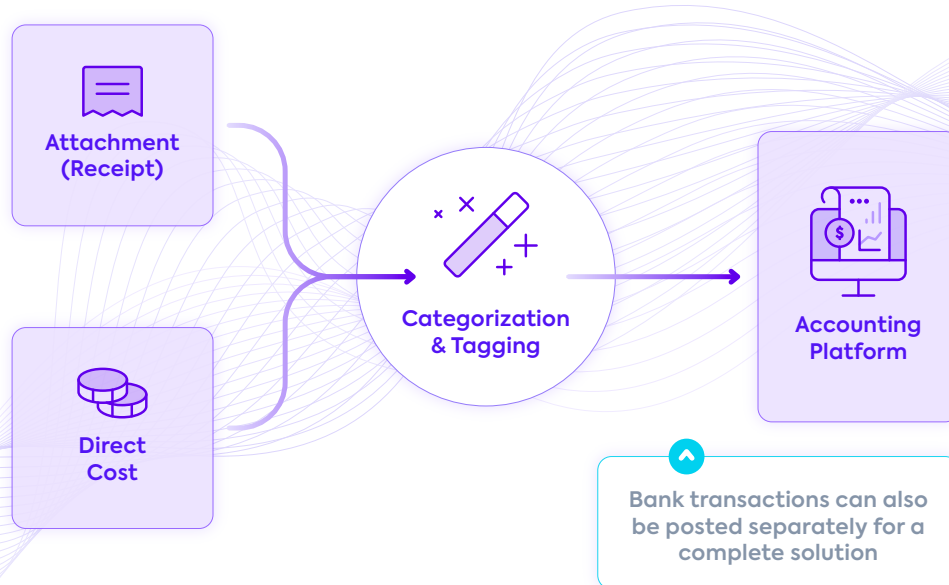 Attachment
(Receipt)
Direct
Cost
Categorization
& Tagging
$
Accounting
Platform
Bank transactions can also
be posted separately for a
complete solution